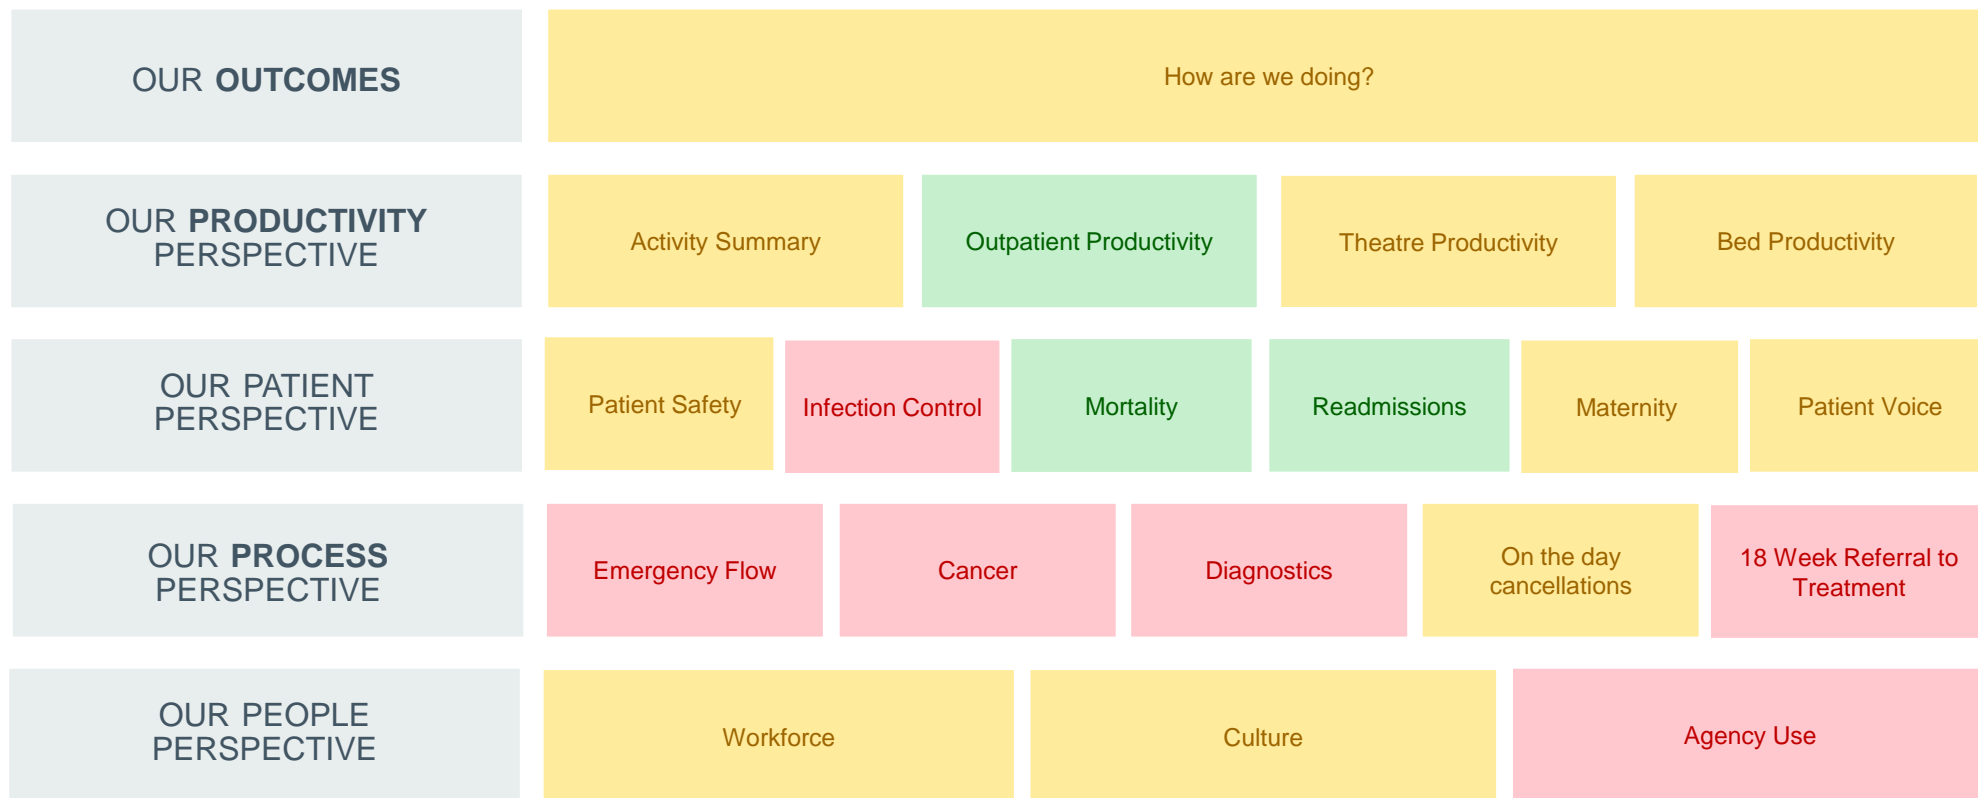 OUR OUTCOMES
How are we doing?
OUR PRODUCTIVITY
PERSPECTIVE
Activity Summary
Outpatient Productivity
Theatre Productivity
Bed Productivity
OUR PATIENT
PERSPECTIVE
Patient Safety
Infection Control
Mortality
Readmissions
Maternity
Patient Voice
OUR PROCESS
PERSPECTIVE
Emergency Flow
Cancer
Diagnostics
On the day
cancellations
18 Week Referral to
Treatment
OUR PEOPLE
PERSPECTIVE
Workforce
Culture
Agency Use